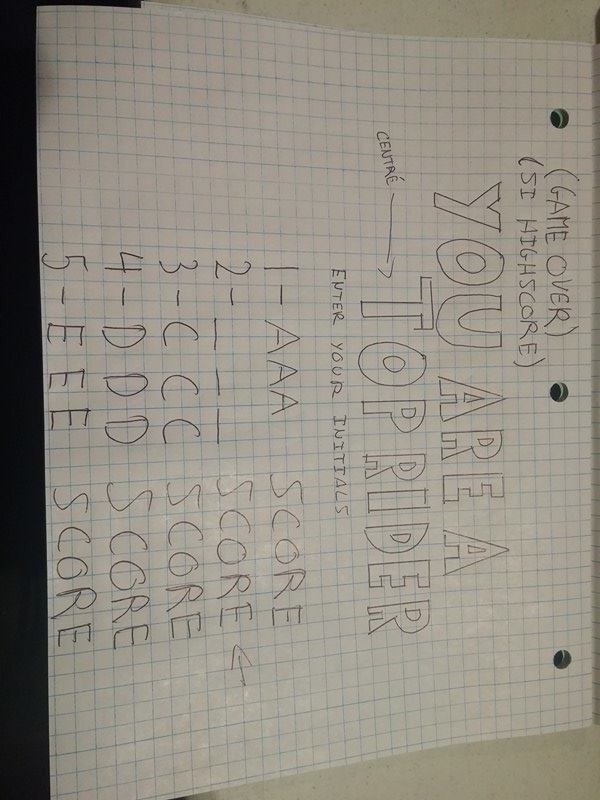 (GAME OVER)
(SI HIGHSCORE)
YOU ARE A
CENTRÉ → TOP RIDER
ENTER YOUR INITIALS
1- AAA SCORE
2- _ _ _ SCORE ←
3- C C C SCORE
4- D D D SCORE
5- E E E SCORE